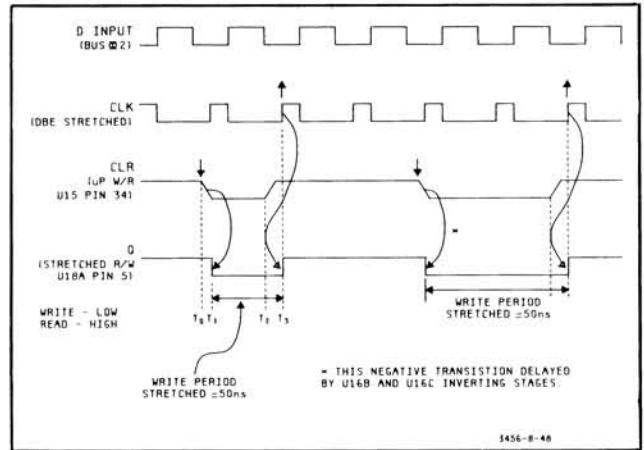 D INPUT
(BUS Φ2)
CLK
(DBE STRETCHED)
CLR
(uP W/R
U15 PIN 34)
*
Q
(STRETCHED R/W
U18A PIN 5)
WRITE - LOW
READ - HIGH
T0 T1 T2 T3
WRITE PERIOD
STRETCHED ≈50ns
WRITE PERIOD
STRETCHED ≈50ns
* THIS NEGATIVE TRANSISTION DELAYED
BY U16B AND U16C INVERTING STAGES.
3456-8-48